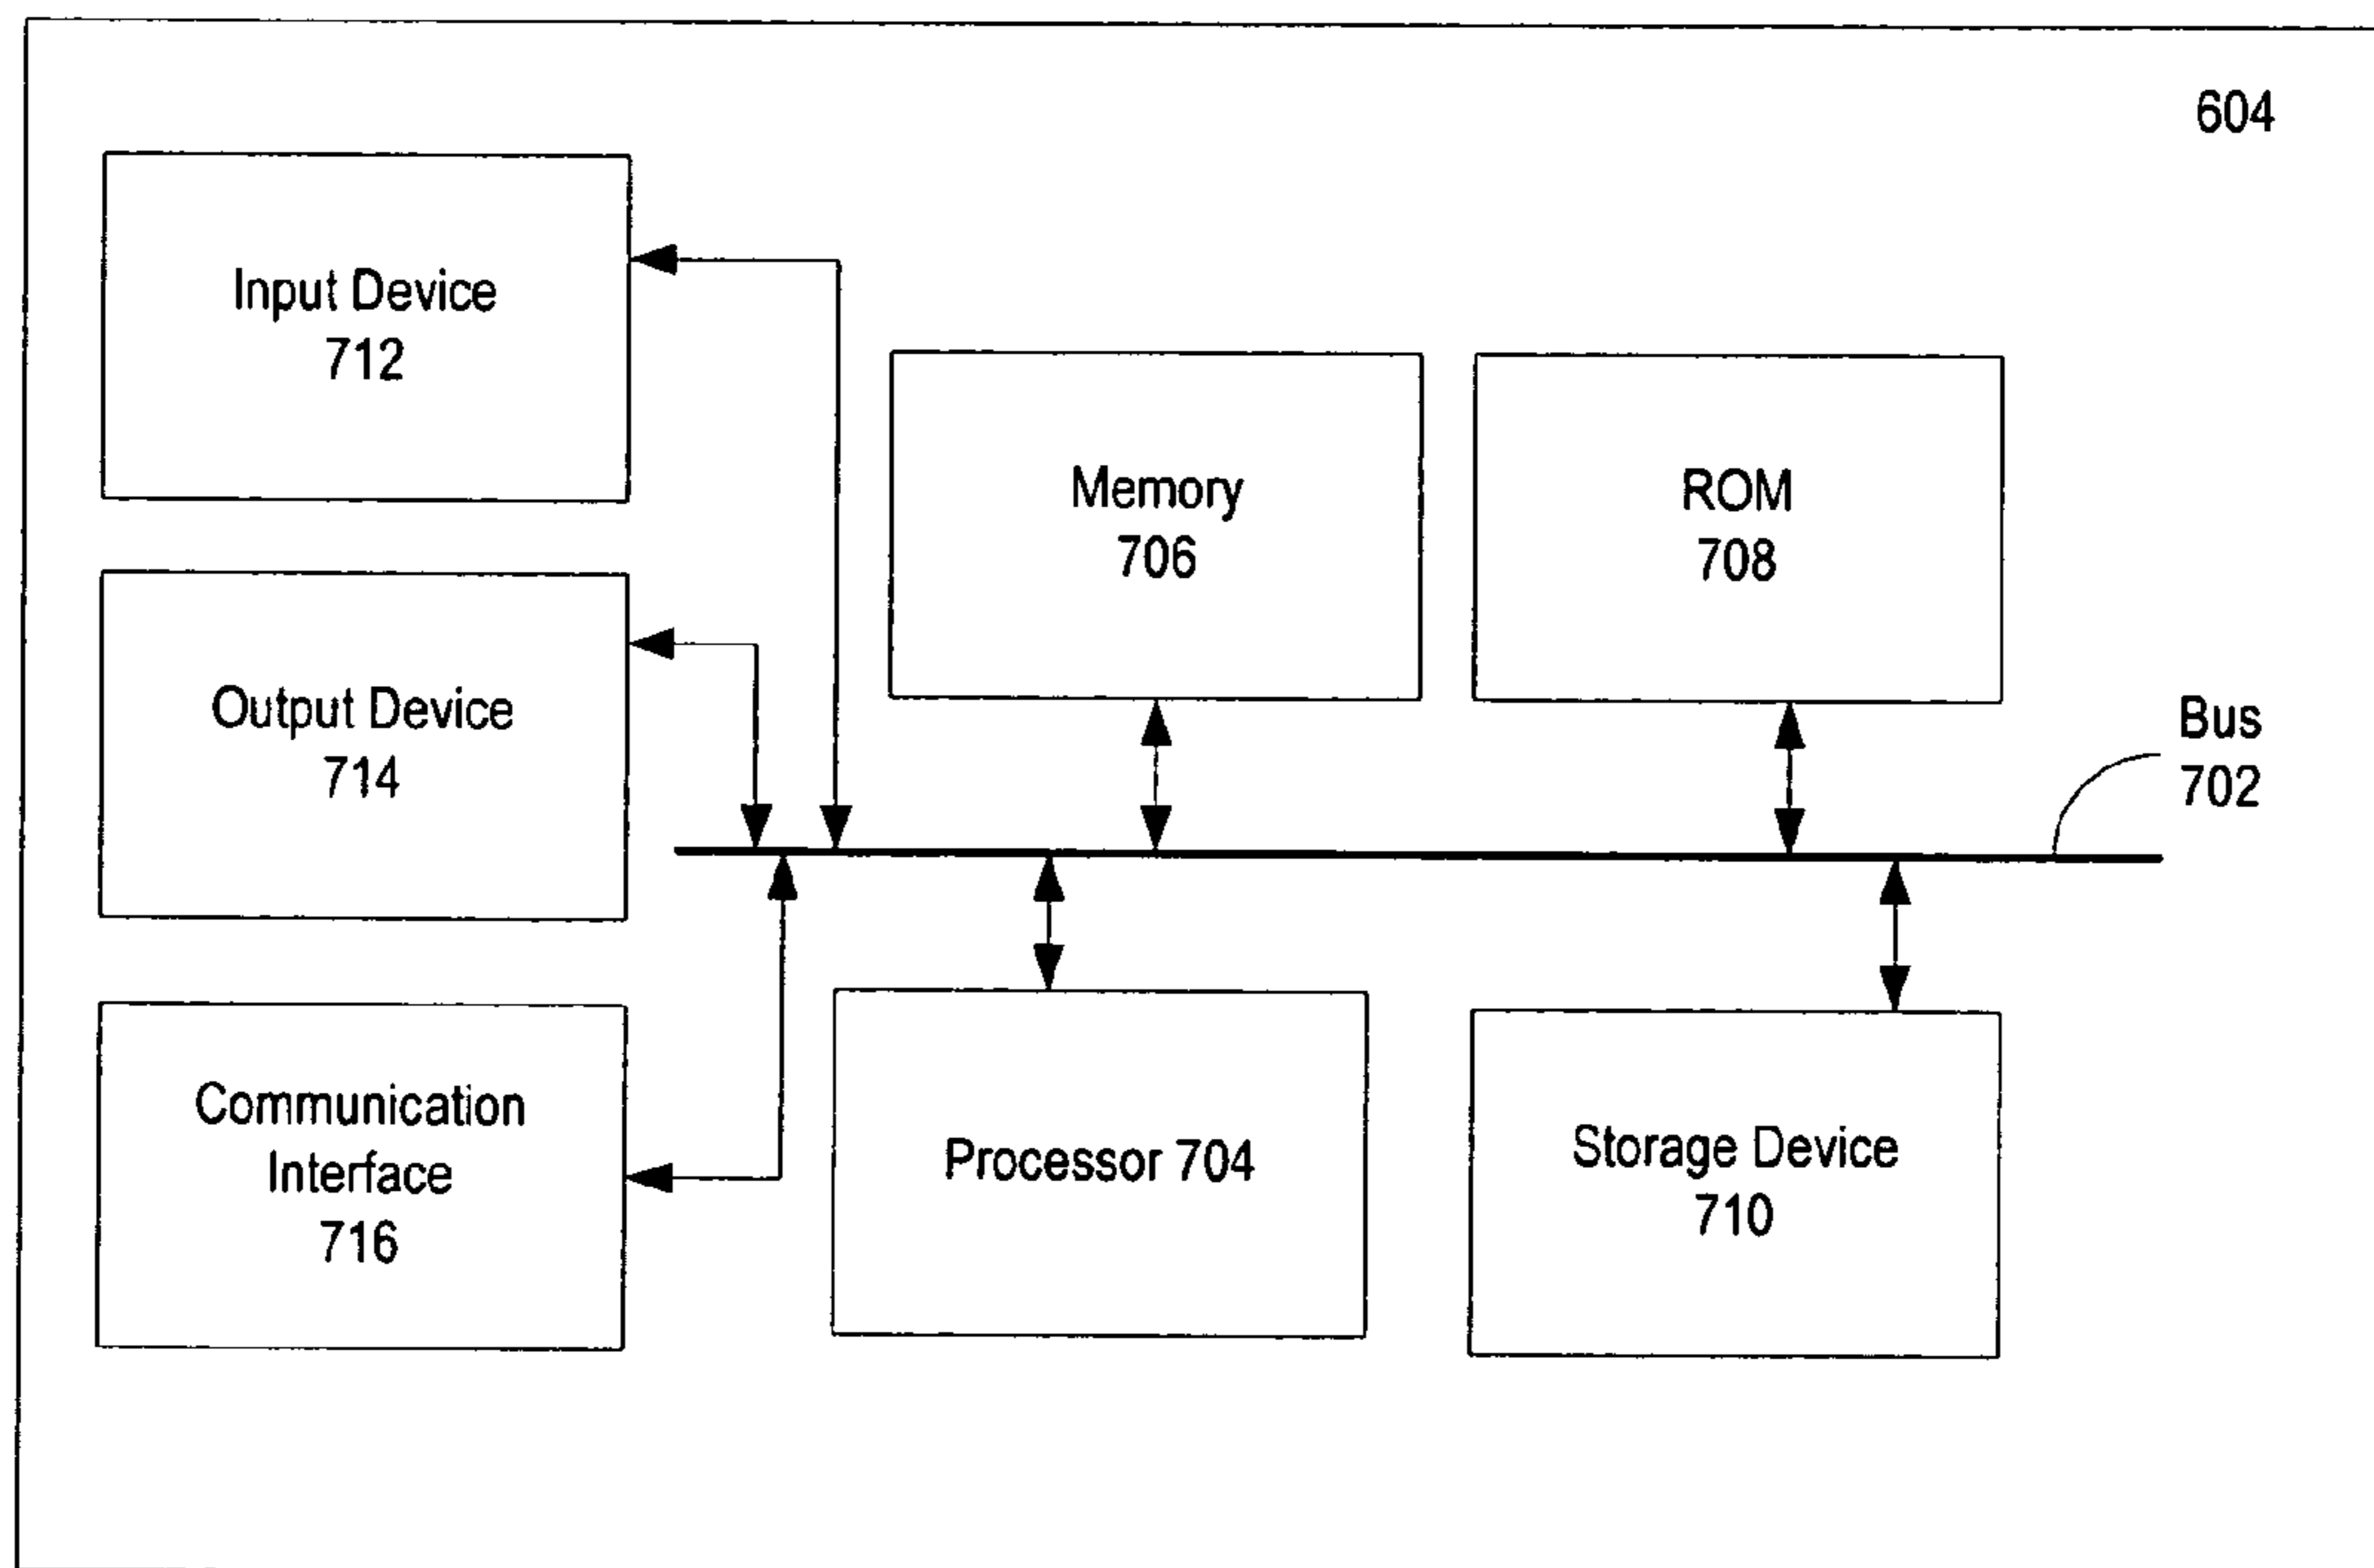 604
Input Device
712
Memory
706
ROM
708
Output Device
714
Bus
702
Communication
Interface
716
Processor 704
Storage Device
710